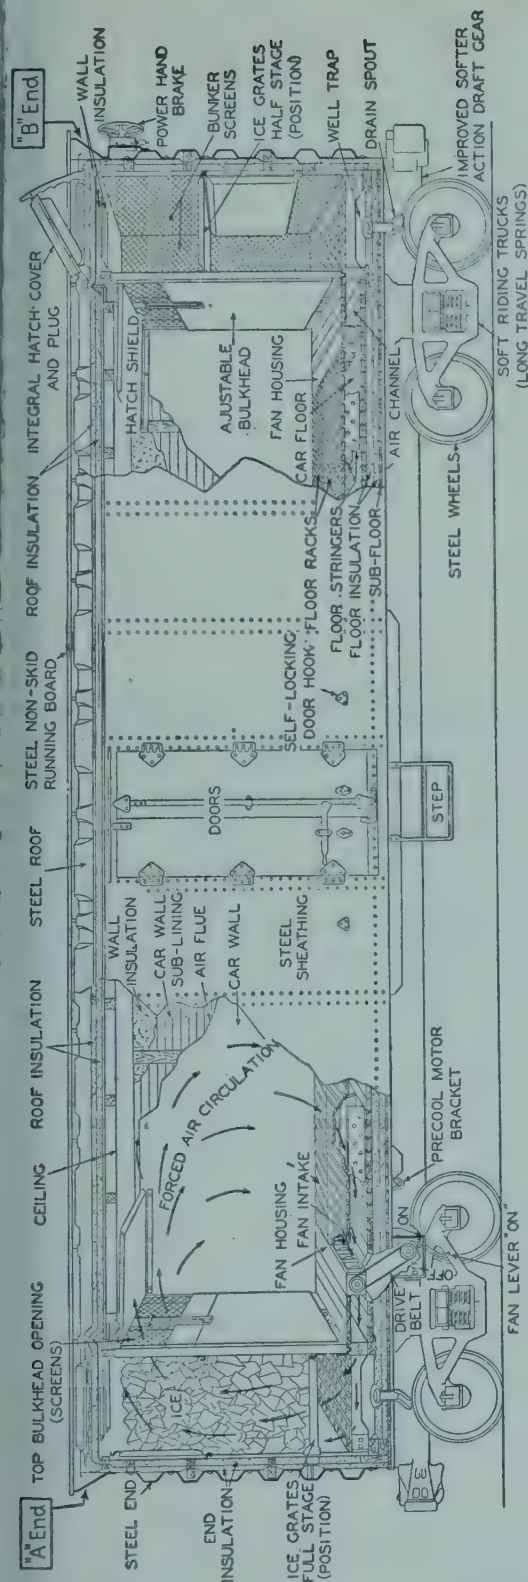 "A" End
TOP BULKHEAD OPENING
(SCREENS)
CEILING
ROOF INSULATION
STEEL ROOF
STEEL NON-SKID
RUNNING BOARD
ROOF INSULATION
INTEGRAL HATCH COVER
AND PLUG
"B" End
WALL
INSULATION
POWER HAND
BRAKE
BUNKER
SCREENS
ICE GRATES
HALF STAGE
(POSITION)
WELL TRAP
DRAIN SPOUT
IMPROVED SOFTER
ACTION DRAFT GEAR
SOFT RIDING TRUCKS
(LONG TRAVEL SPRINGS)
HATCH SHIELD
AJUSTABLE
BULKHEAD
FAN HOUSING
CAR FLOOR
AIR CHANNEL
STEEL WHEELS
FLOOR RACKS
FLOOR STRINGERS
FLOOR INSULATION
SUB-FLOOR
SELF-LOCKING
DOOR HOOK
DOORS
STEP
WALL
INSULATION
CAR WALL
SUB-LINING
AIR FLUE
CAR WALL
STEEL
SHEATHING
FORCED AIR CIRCULATION
FAN HOUSING
FAN INTAKE
PRECOOL MOTOR
BRACKET
ON
OFF
DRIVE
BELT
FAN LEVER "ON"
ICE
STEEL END
END
INSULATION
ICE GRATES
FULL STAGE
(POSITION)